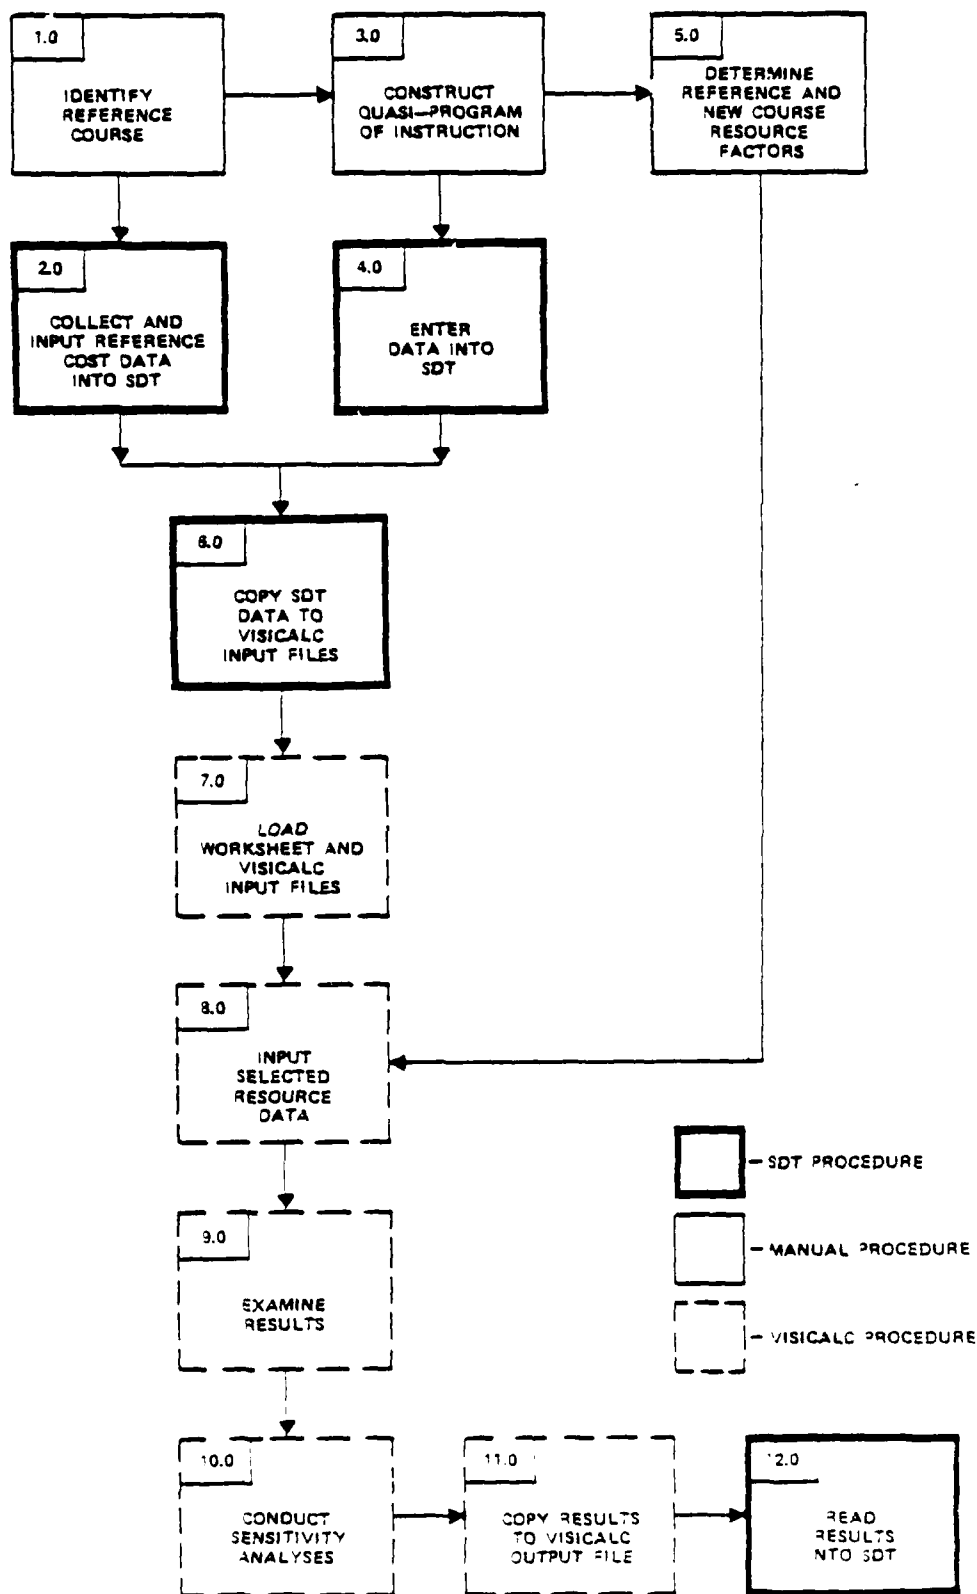 1.0
IDENTIFY
REFERENCE
COURSE
3.0
CONSTRUCT
QUASI-PROGRAM
OF INSTRUCTION
5.0
DETERMINE
REFERENCE AND
NEW COURSE
RESOURCE
FACTORS
2.0
COLLECT AND
INPUT REFERENCE
COST DATA
INTO SDT
4.0
ENTER
DATA INTO
SDT
6.0
COPY SDT
DATA TO
VISICALC
INPUT FILES
7.0
LOAD
WORKSHEET AND
VISICALC
INPUT FILES
8.0
INPUT
SELECTED
RESOURCE
DATA
- SDT PROCEDURE
9.0
EXAMINE
RESULTS
- MANUAL PROCEDURE
- VISICALC PROCEDURE
10.0
CONDUCT
SENSITIVITY
ANALYSES
11.0
COPY RESULTS
TO VISICALC
OUTPUT FILE
12.0
READ
RESULTS
INTO SDT